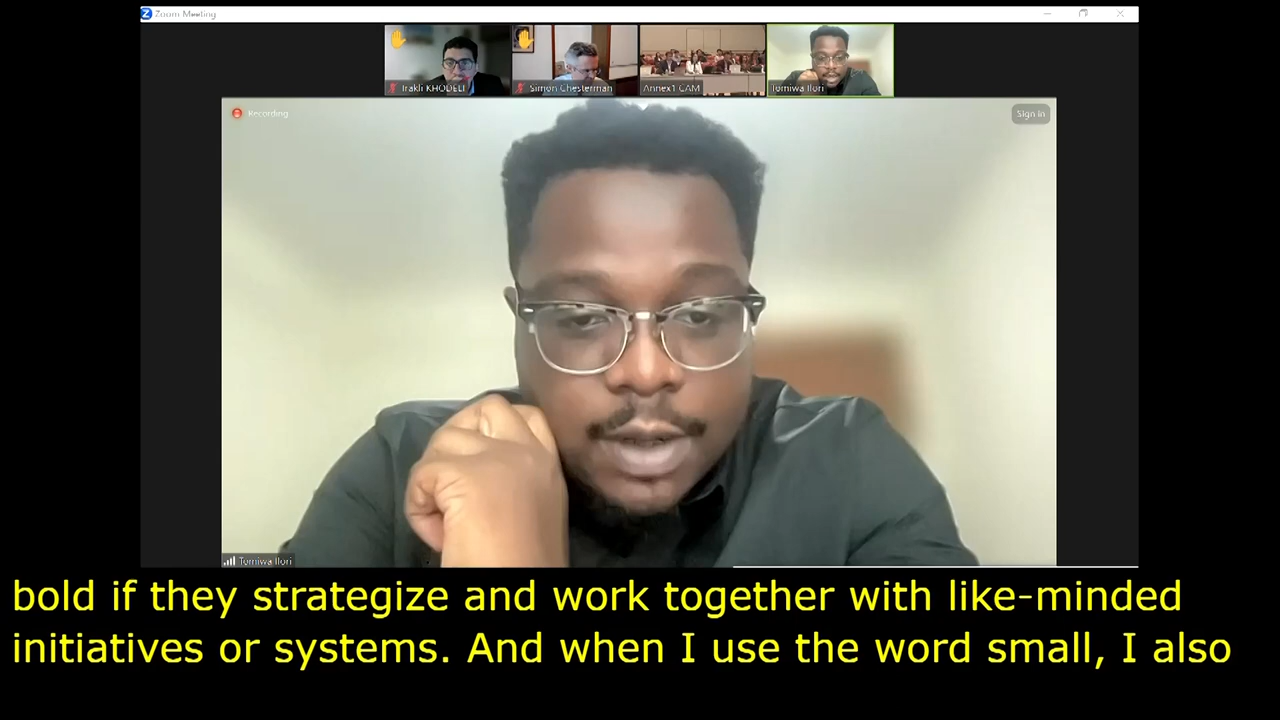 Zoom Meeting
Irakli KHODELI
Simon Chesterman
Annex1 CAM
Tomiwa Ilori
Recording
Sign in
Tomiwa Ilori
bold if they strategize and work together with like-minded
initiatives or systems. And when I use the word small, I also